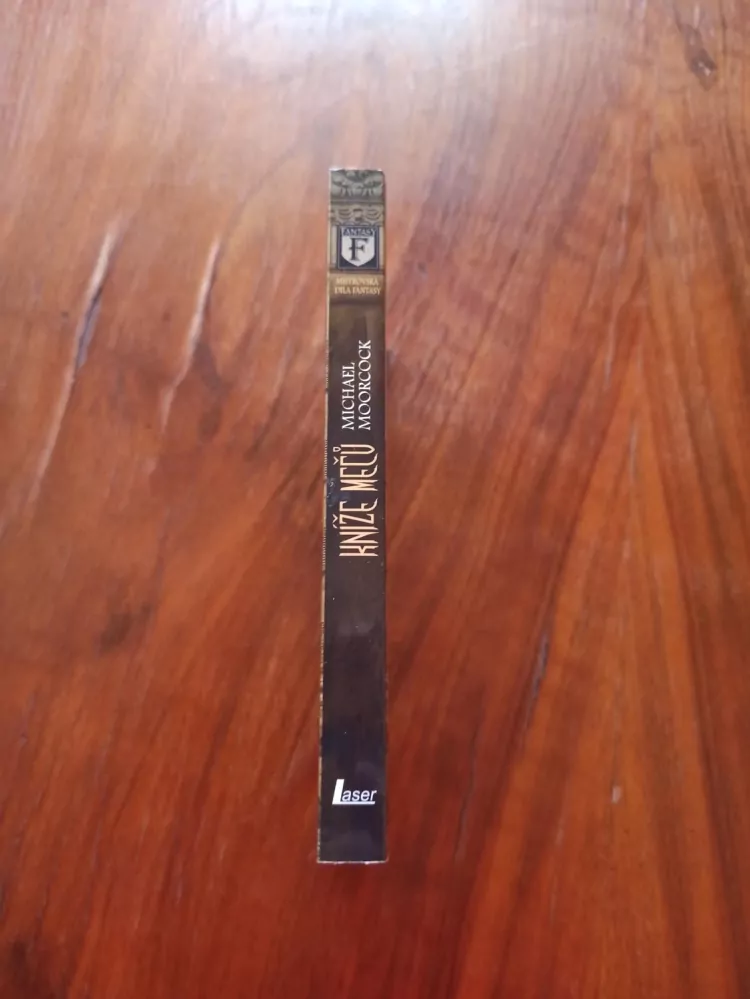 FANTASY
F
MISTROVSKÁ
DÍLA FANTASY
MICHAEL
MOORCOCK
KNÍŽE MEČŮ
Laser